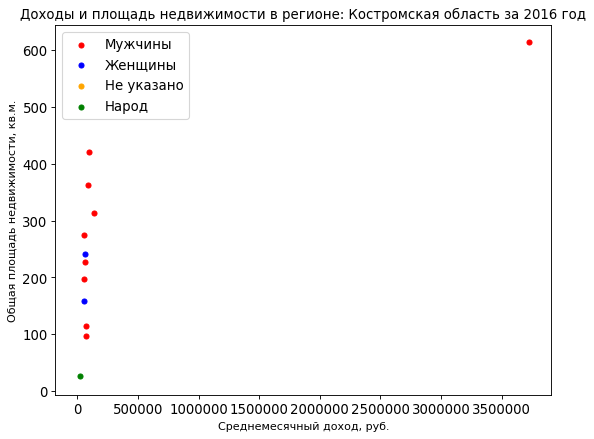 Доходы и площадь недвижимости в регионе: Костромская область за 2016 год
Мужчины
Женщины
Не указано
Народ
600
500
400
300
200
100
0
Общая площадь недвижимости, кв.м.
0 500000 1000000 1500000 2000000 2500000 3000000 3500000
Среднемесячный доход, руб.